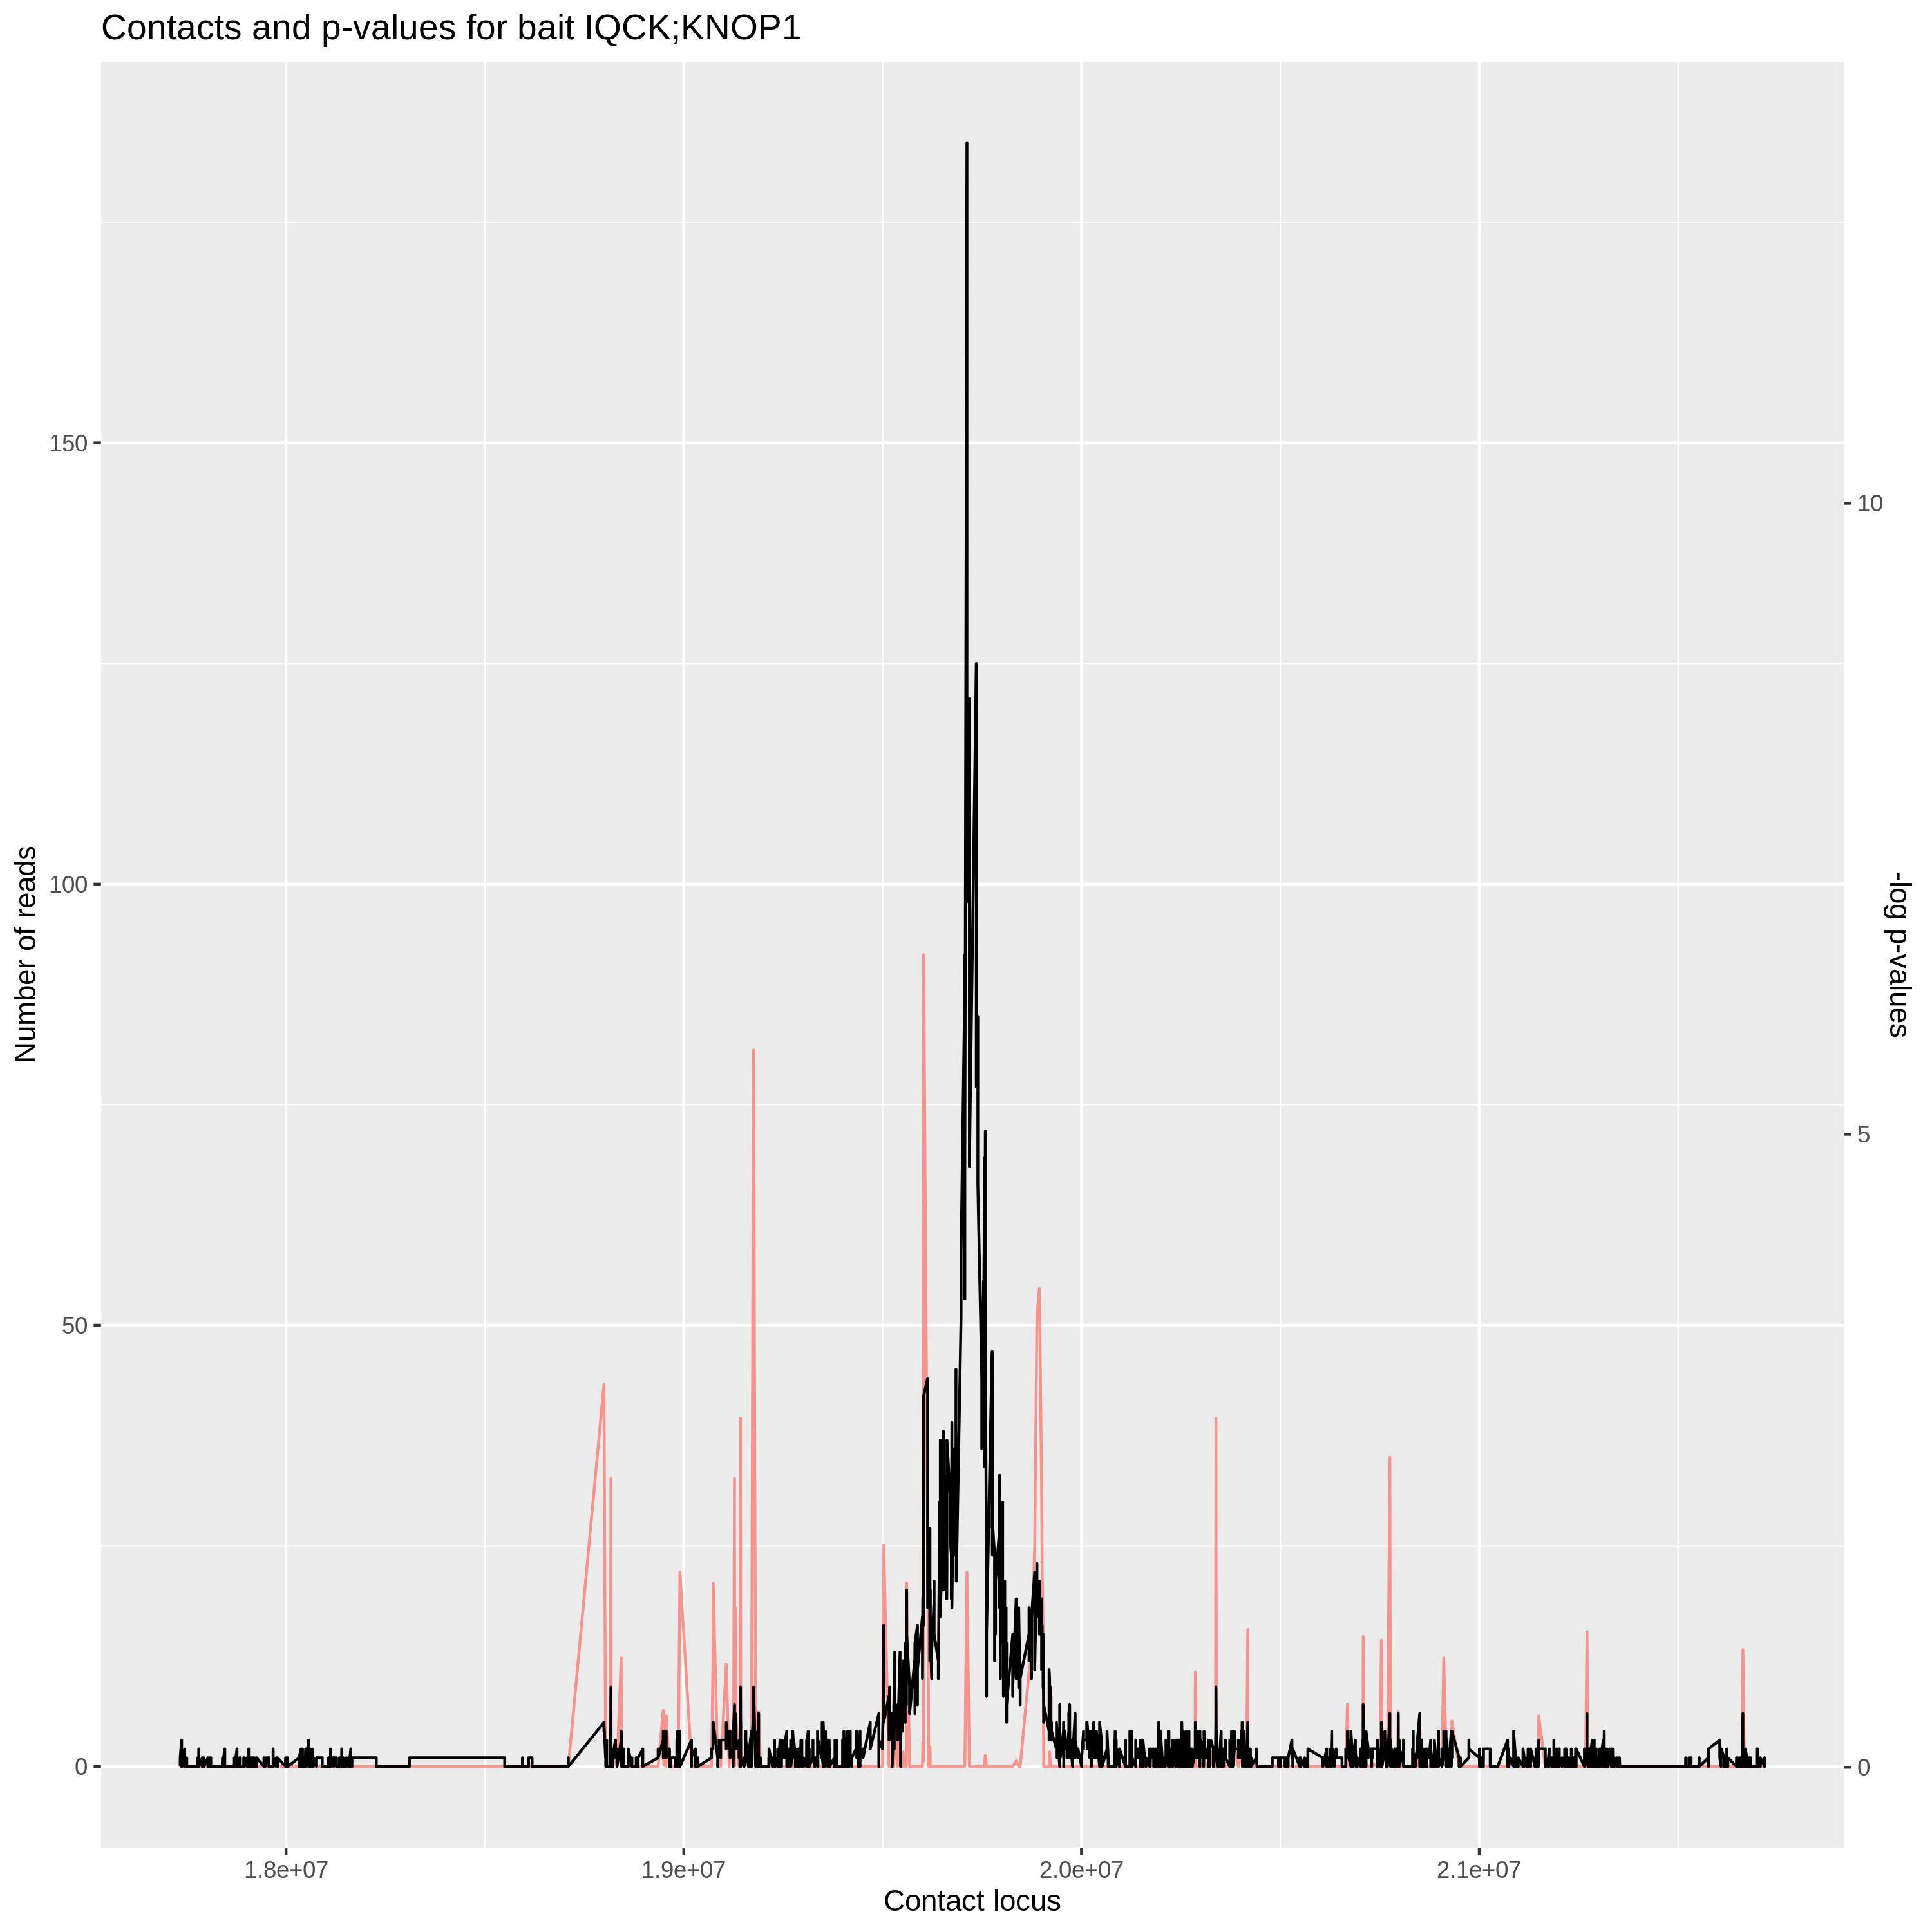 Contacts and p-values for bait IQCK;KNOP1
150
100
50
0
Number of reads
10
5
0
-log p-values
1.8e+07
1.9e+07
2.0e+07
2.1e+07
Contact locus